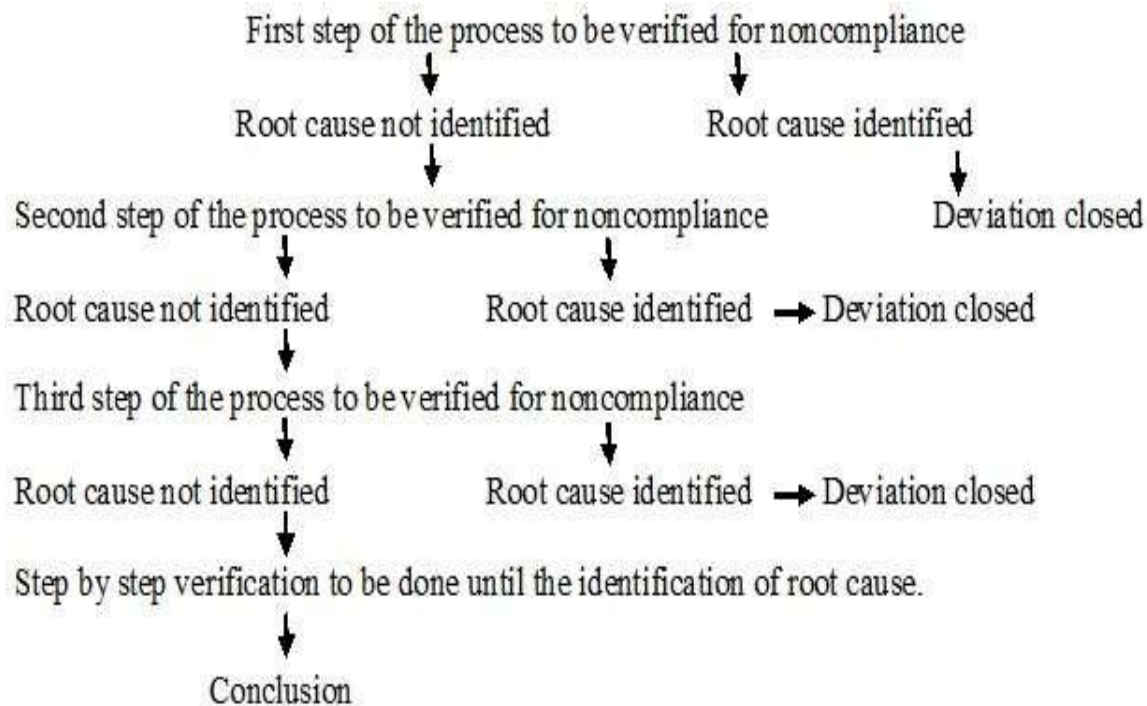 First step of the process to be verified for noncompliance
Root cause not identified Root cause identified
Second step of the process to be verified for noncompliance Deviation closed
Root cause not identified Root cause identified Deviation closed
Third step of the process to be verified for noncompliance
Root cause not identified Root cause identified Deviation closed
Step by step verification to be done until the identification of root cause.
Conclusion